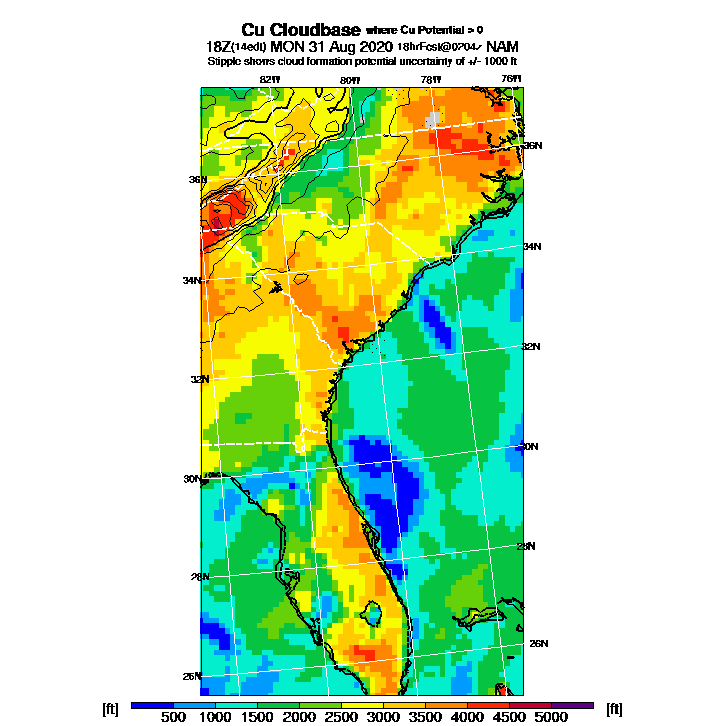 Cu Cloudbase where Cu Potential > 0
18Z(14edt) MON 31 Aug 2020 18hrFcst@0704z NAM
Stipple shows cloud formation potential uncertainty of +/- 1000 ft
82W 80W 78W 76W
36N
36N
34N
34N
32N
32N
30N
30N
28N
28N
26N
26N
[ft] [ft]
500 1000 1500 2000 2500 3000 3500 4000 4500 5000